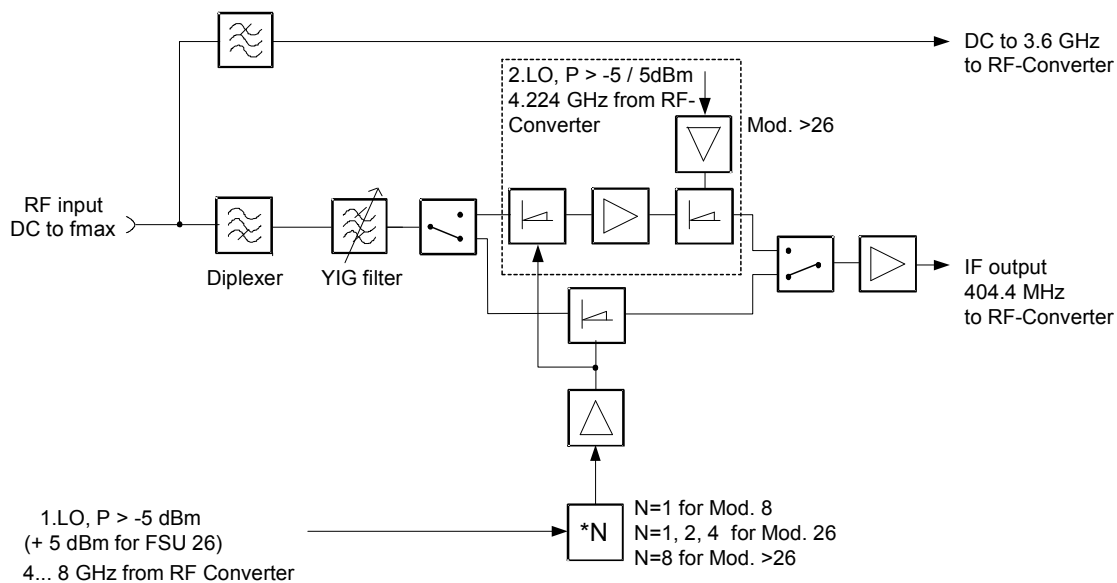 DC to 3.6 GHz
to RF-Converter
2.LO, P > -5 / 5dBm
4.224 GHz from RF-
Converter
Mod. >26
RF input
DC to fmax
Diplexer
YIG filter
IF output
404.4 MHz
to RF-Converter
1.LO, P > -5 dBm
(+ 5 dBm for FSU 26)
4... 8 GHz from RF Converter
*N
N=1 for Mod. 8
N=1, 2, 4 for Mod. 26
N=8 for Mod. >26